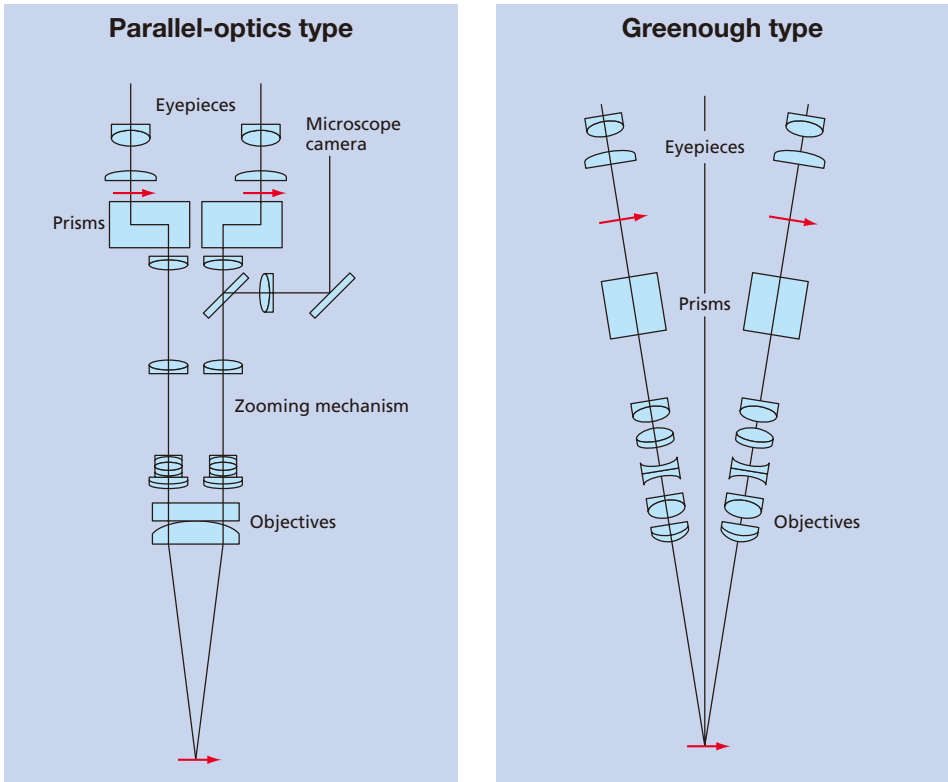 Parallel-optics type
Eyepieces
Microscope
camera
Prisms
Zooming mechanism
Objectives
Greenough type
Eyepieces
Prisms
Objectives